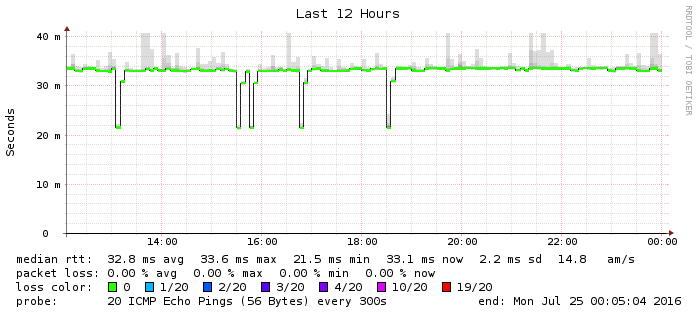 Last 12 Hours
RRDTOOL / TOBI OETIKER
Seconds
40 m
30 m
20 m
10 m
0
14:00 16:00 18:00 20:00 22:00 00:00
median rtt: 32.8 ms avg 33.6 ms max 21.5 ms min 33.1 ms now 2.2 ms sd 14.8 am/s
packet loss: 0.00 % avg 0.00 % max 0.00 % min 0.00 % now
loss color: 0 1/20 2/20 3/20 4/20 10/20 19/20
probe: 20 ICMP Echo Pings (56 Bytes) every 300s end: Mon Jul 25 00:05:04 2016